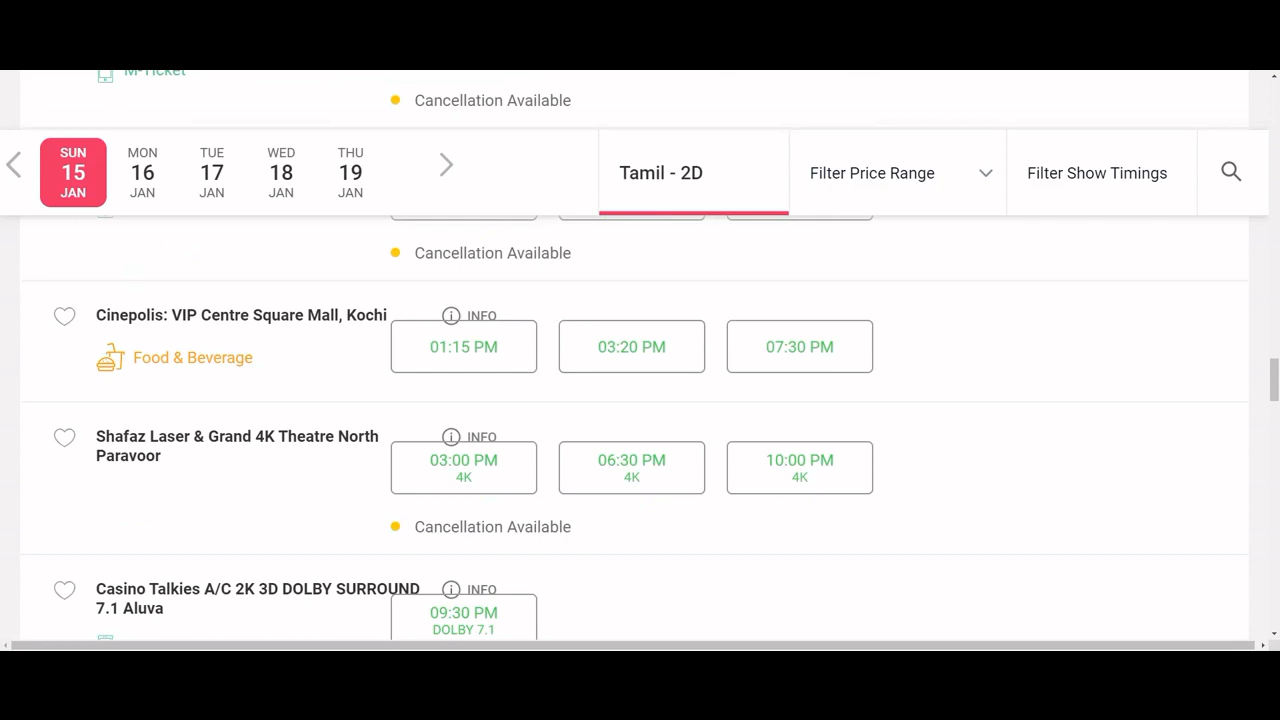 M-Ticket
Cancellation Available
SUN
15
JAN
MON
16
JAN
TUE
17
JAN
WED
18
JAN
THU
19
JAN
Tamil - 2D
Filter Price Range
Filter Show Timings
Cancellation Available
Cinepolis: VIP Centre Square Mall, Kochi
INFO
Food & Beverage
01:15 PM
03:20 PM
07:30 PM
Shafaz Laser & Grand 4K Theatre North
Paravoor
INFO
03:00 PM
4K
06:30 PM
4K
10:00 PM
4K
Cancellation Available
Casino Talkies A/C 2K 3D DOLBY SURROUND
7.1 Aluva
INFO
09:30 PM
DOLBY 7.1